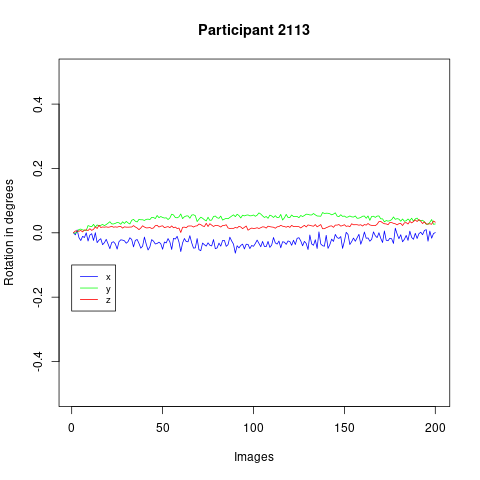 Participant 2113
Rotation in degrees
0.4
0.2
0.0
-0.2
-0.4
x
y
z
0 50 100 150 200
Images